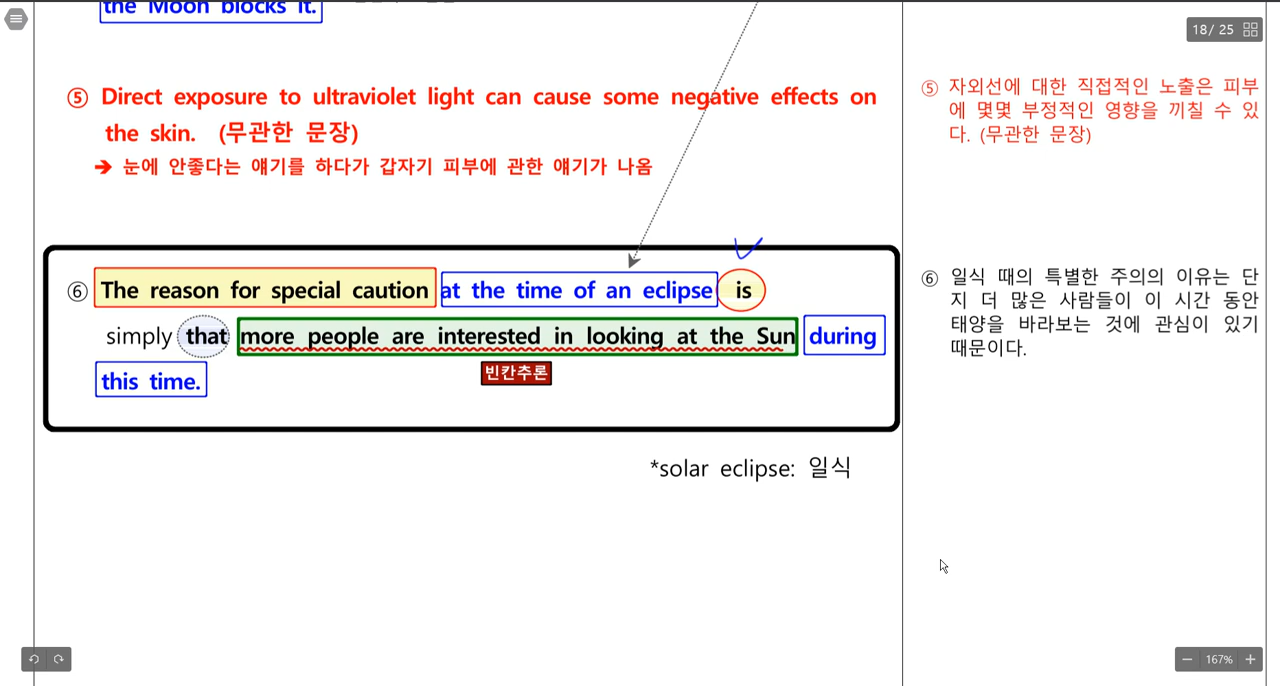 the Moon blocks it.
18/ 25
⑤ Direct exposure to ultraviolet light can cause some negative effects on
the skin. (무관한 문장)
➔ 눈에 안좋다는 얘기를 하다가 갑자기 피부에 관한 얘기가 나옴
⑤ 자외선에 대한 직접적인 노출은 피부
에 몇몇 부정적인 영향을 끼칠 수 있
다. (무관한 문장)
⑥ The reason for special caution at the time of an eclipse is
simply that more people are interested in looking at the Sun during
this time.
빈칸추론
⑥ 일식 때의 특별한 주의의 이유는 단
지 더 많은 사람들이 이 시간 동안
태양을 바라보는 것에 관심이 있기
때문이다.
*solar eclipse: 일식
167%